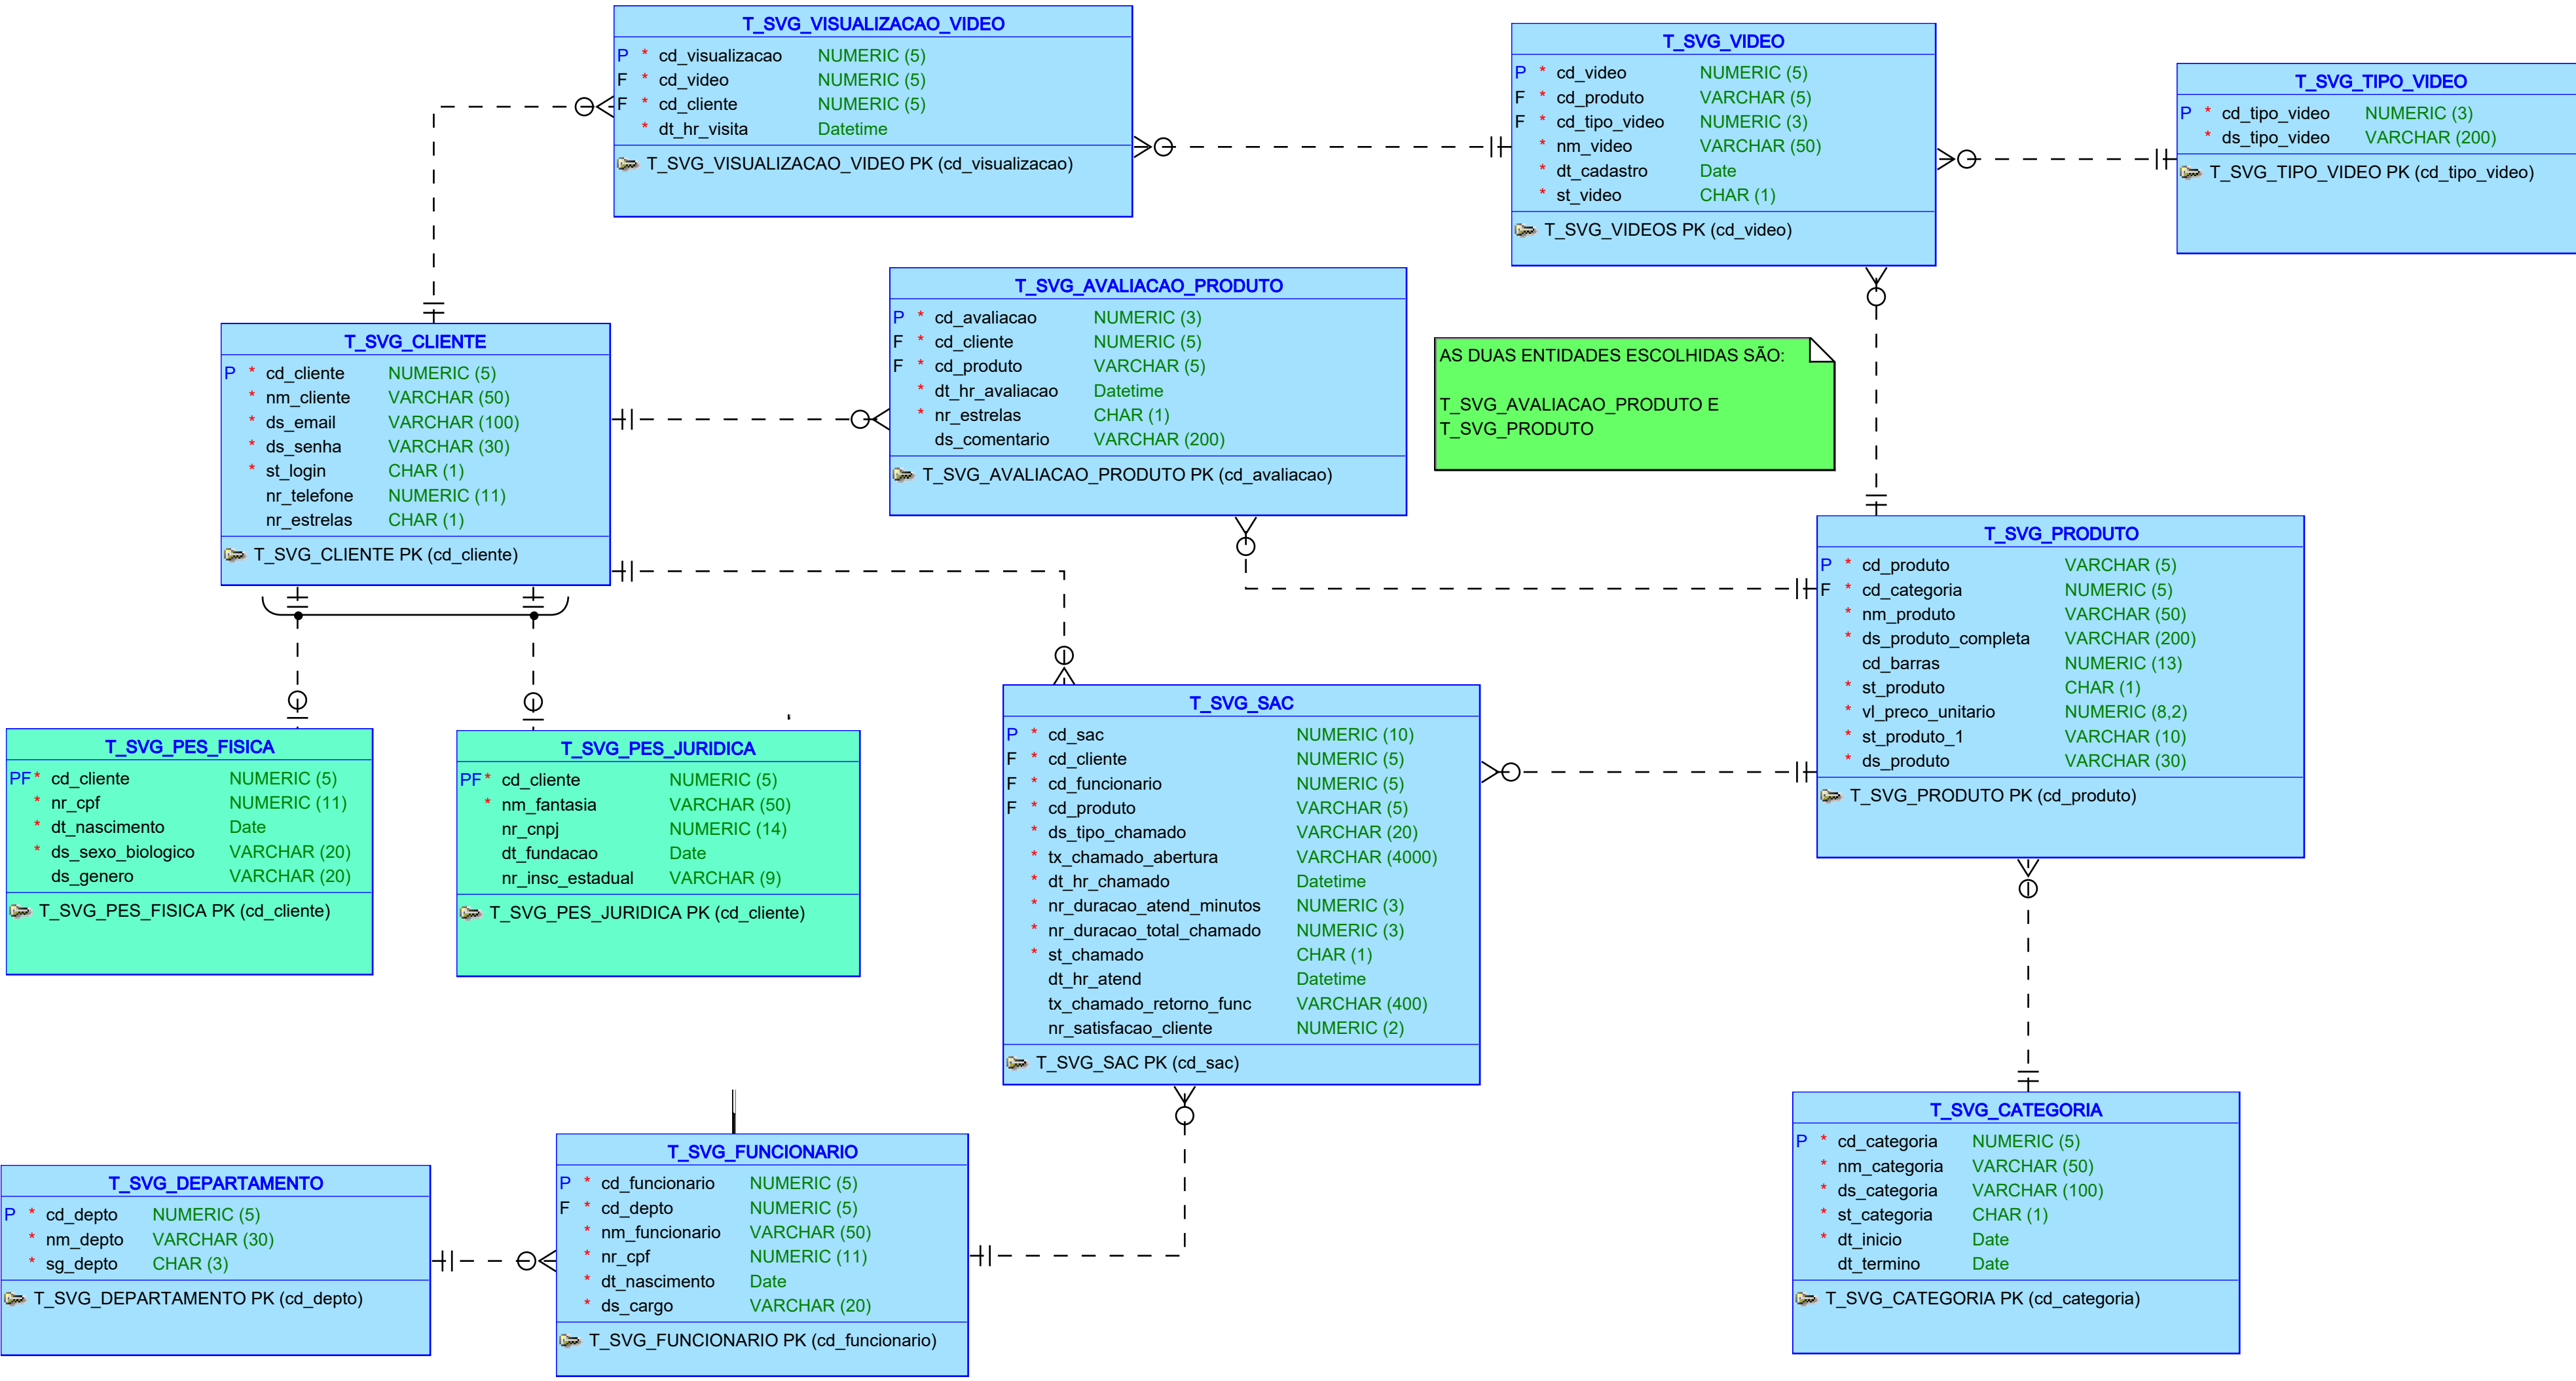 T_SVG_VISUALIZACAO_VIDEO
P * cd_visualizacao NUMERIC (5)
F * cd_video NUMERIC (5)
F * cd_cliente NUMERIC (5)
* dt_hr_visita Datetime
T_SVG_VISUALIZACAO_VIDEO PK (cd_visualizacao)
T_SVG_VIDEO
P * cd_video NUMERIC (5)
F * cd_produto VARCHAR (5)
F * cd_tipo_video NUMERIC (3)
* nm_video VARCHAR (50)
* dt_cadastro Date
* st_video CHAR (1)
T_SVG_VIDEOS PK (cd_video)
T_SVG_TIPO_VIDEO
P * cd_tipo_video NUMERIC (3)
* ds_tipo_video VARCHAR (200)
T_SVG_TIPO_VIDEO PK (cd_tipo_video)
T_SVG_AVALIACAO_PRODUTO
P * cd_avaliacao NUMERIC (3)
F * cd_cliente NUMERIC (5)
F * cd_produto VARCHAR (5)
* dt_hr_avaliacao Datetime
* nr_estrelas CHAR (1)
ds_comentario VARCHAR (200)
T_SVG_AVALIACAO_PRODUTO PK (cd_avaliacao)
AS DUAS ENTIDADES ESCOLHIDAS SÃO:
T_SVG_AVALIACAO_PRODUTO E
T_SVG_PRODUTO
T_SVG_CLIENTE
P * cd_cliente NUMERIC (5)
* nm_cliente VARCHAR (50)
* ds_email VARCHAR (100)
* ds_senha VARCHAR (30)
* st_login CHAR (1)
nr_telefone NUMERIC (11)
nr_estrelas CHAR (1)
T_SVG_CLIENTE PK (cd_cliente)
T_SVG_PRODUTO
P * cd_produto VARCHAR (5)
F * cd_categoria NUMERIC (5)
* nm_produto VARCHAR (50)
* ds_produto_completa VARCHAR (200)
cd_barras NUMERIC (13)
* st_produto CHAR (1)
* vl_preco_unitario NUMERIC (8,2)
* st_produto_1 VARCHAR (10)
* ds_produto VARCHAR (30)
T_SVG_PRODUTO PK (cd_produto)
T_SVG_PES_FISICA
PF * cd_cliente NUMERIC (5)
* nr_cpf NUMERIC (11)
* dt_nascimento Date
* ds_sexo_biologico VARCHAR (20)
ds_genero VARCHAR (20)
T_SVG_PES_FISICA PK (cd_cliente)
T_SVG_PES_JURIDICA
PF * cd_cliente NUMERIC (5)
* nm_fantasia VARCHAR (50)
nr_cnpj NUMERIC (14)
dt_fundacao Date
nr_insc_estadual VARCHAR (9)
T_SVG_PES_JURIDICA PK (cd_cliente)
T_SVG_SAC
P * cd_sac NUMERIC (10)
F * cd_cliente NUMERIC (5)
F * cd_funcionario NUMERIC (5)
F * cd_produto VARCHAR (5)
* ds_tipo_chamado VARCHAR (20)
* tx_chamado_abertura VARCHAR (4000)
* dt_hr_chamado Datetime
* nr_duracao_atend_minutos NUMERIC (3)
* nr_duracao_total_chamado NUMERIC (3)
* st_chamado CHAR (1)
dt_hr_atend Datetime
tx_chamado_retorno_func VARCHAR (400)
nr_satisfacao_cliente NUMERIC (2)
T_SVG_SAC PK (cd_sac)
T_SVG_DEPARTAMENTO
P * cd_depto NUMERIC (5)
* nm_depto VARCHAR (30)
* sg_depto CHAR (3)
T_SVG_DEPARTAMENTO PK (cd_depto)
T_SVG_FUNCIONARIO
P * cd_funcionario NUMERIC (5)
F * cd_depto NUMERIC (5)
* nm_funcionario VARCHAR (50)
* nr_cpf NUMERIC (11)
* dt_nascimento Date
* ds_cargo VARCHAR (20)
T_SVG_FUNCIONARIO PK (cd_funcionario)
T_SVG_CATEGORIA
P * cd_categoria NUMERIC (5)
* nm_categoria VARCHAR (50)
* ds_categoria VARCHAR (100)
* st_categoria CHAR (1)
* dt_inicio Date
dt_termino Date
T_SVG_CATEGORIA PK (cd_categoria)